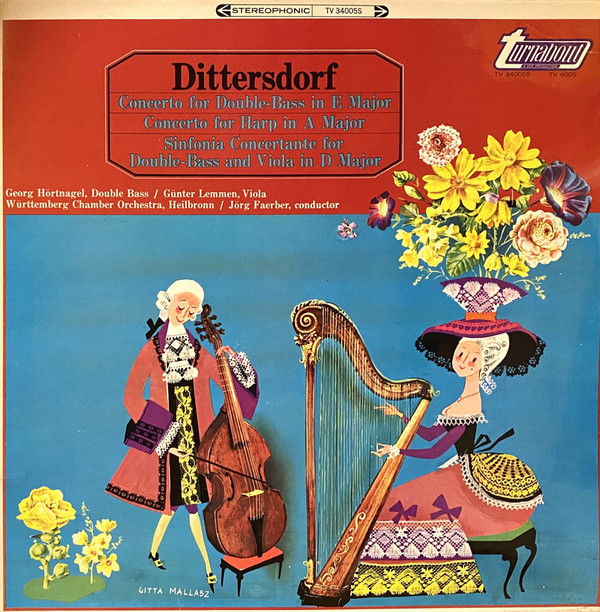 STEREOPHONIC TV 34005S
turnabout
A VOX PRODUCTION
TV 34005S TV 4005
Dittersdorf
Concerto for Double-Bass in E Major
Concerto for Harp in A Major
Sinfonia Concertante for
Double-Bass and Viola in D Major
Georg Hörtnagel, Double Bass / Günter Lemmen, Viola
Württemberg Chamber Orchestra, Heilbronn / Jörg Faerber, conductor
GITTA MALLASZ